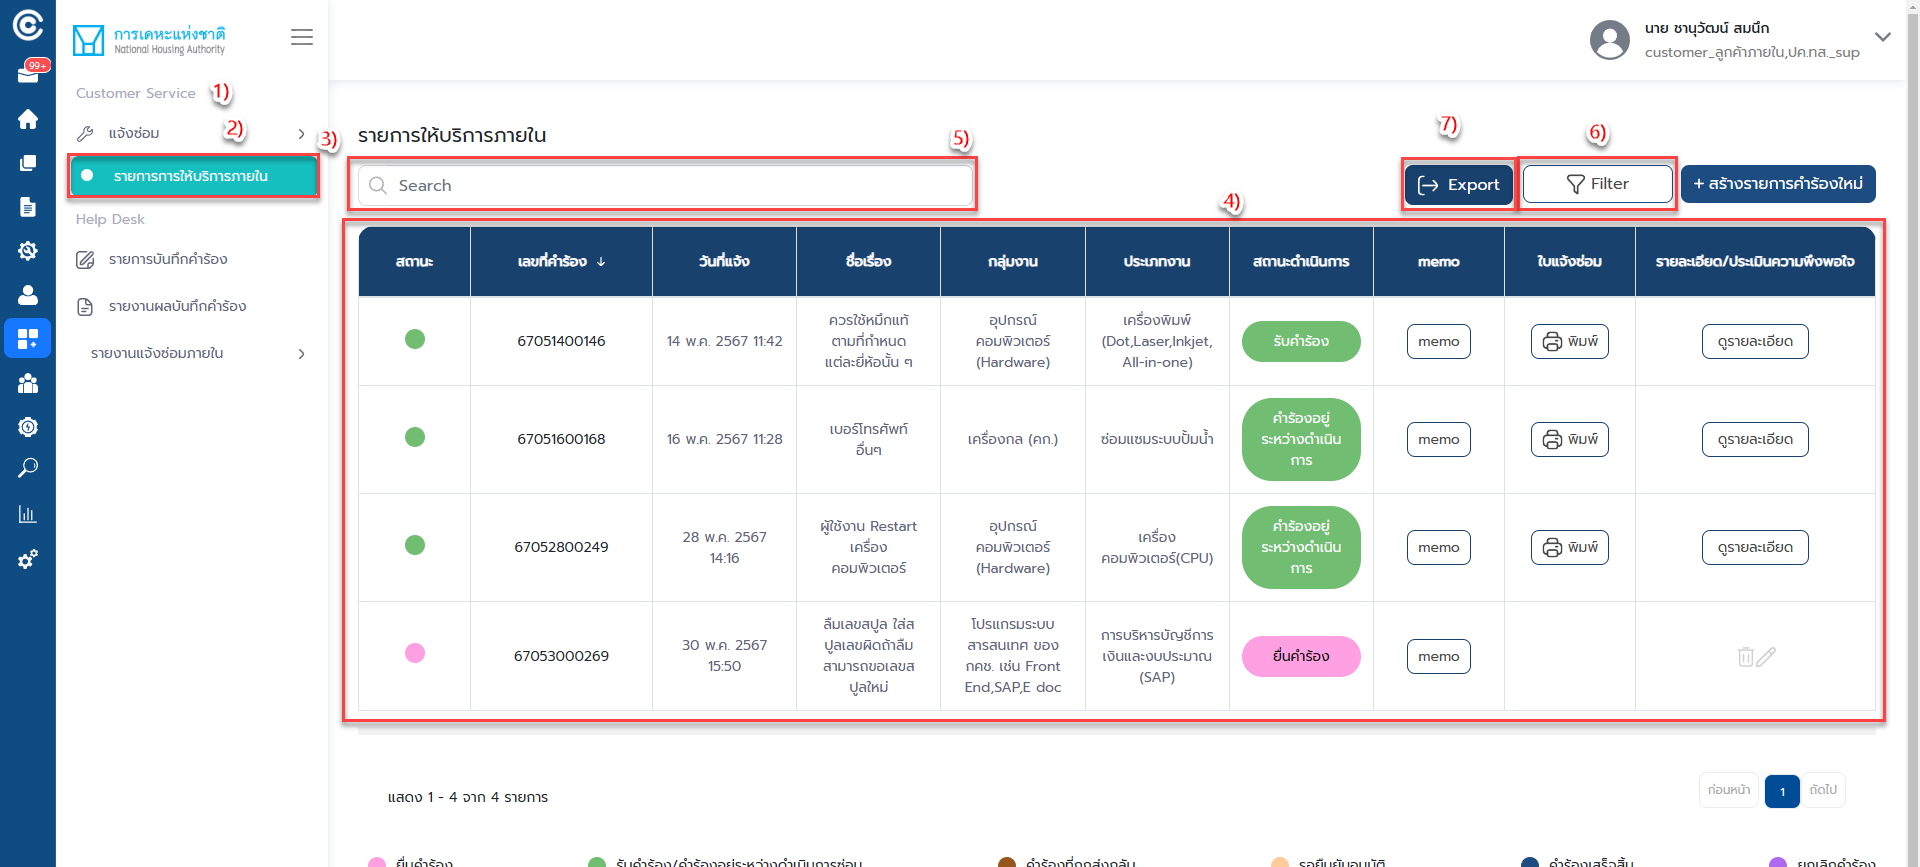 การเคหะแห่งชาติ
National Housing Authority
นาย ชานุวัฒน์ สมนึก
customer_ลูกค้าภายใน,ปค.ทส._sup
99+
Customer Service 1)
แจ้งซ่อม 2)
3)
รายการการให้บริการภายใน
Help Desk
รายการบันทึกคำร้อง
รายงานผลบันทึกคำร้อง
รายงานแจ้งซ่อมภายใน
รายการให้บริการภายใน
5)
7)
6)
Search
Export
Filter
+ สร้างรายการคำร้องใหม่
4)
สถานะ เลขที่คำร้อง ↓ วันที่แจ้ง ชื่อเรื่อง กลุ่มงาน ประเภทงาน สถานะดำเนินการ memo ใบแจ้งซ่อม รายละเอียด/ประเมินความพึงพอใจ
67051400146
14 พ.ค. 2567 11:42
ควรใช้หมึกแท้
ตามที่กำหนด
แต่ละยี่ห้อนั้น ๆ
อุปกรณ์
คอมพิวเตอร์
(Hardware)
เครื่องพิมพ์
(Dot,Laser,Inkjet,
All-in-one)
รับคำร้อง
memo
พิมพ์
ดูรายละเอียด
67051600168
16 พ.ค. 2567 11:28
เบอร์โทรศัพท์
อื่นๆ
เครื่องกล (คก.)
ซ่อมแซมระบบปั้มน้ำ
คำร้องอยู่
ระหว่างดำเนิน
การ
memo
พิมพ์
ดูรายละเอียด
67052800249
28 พ.ค. 2567
14:16
ผู้ใช้งาน Restart
เครื่อง
คอมพิวเตอร์
อุปกรณ์
คอมพิวเตอร์
(Hardware)
เครื่อง
คอมพิวเตอร์(CPU)
คำร้องอยู่
ระหว่างดำเนิน
การ
memo
พิมพ์
ดูรายละเอียด
67053000269
30 พ.ค. 2567
15:50
ลืมเลขสปูล ใส่ส
ปูลเลขผิดถ้าลืม
สามารถขอเลขส
ปูลใหม่
โปรแกรมระบบ
สารสนเทศ ของ
กคช. เช่น Front
End,SAP,E doc
การบริหารบัญชีการ
เงินและงบประมาณ
(SAP)
ยื่นคำร้อง
memo
แสดง 1 - 4 จาก 4 รายการ
ก่อนหน้า 1 ถัดไป
ยื่นคำร้อง รับคำร้อง/คำร้องอยู่ระหว่างดำเนินการซ่อม คำร้องที่ถูกส่งกลับ รอยืนยันอนุมัติ คำร้องเสร็จสิ้น ยกเลิกคำร้อง